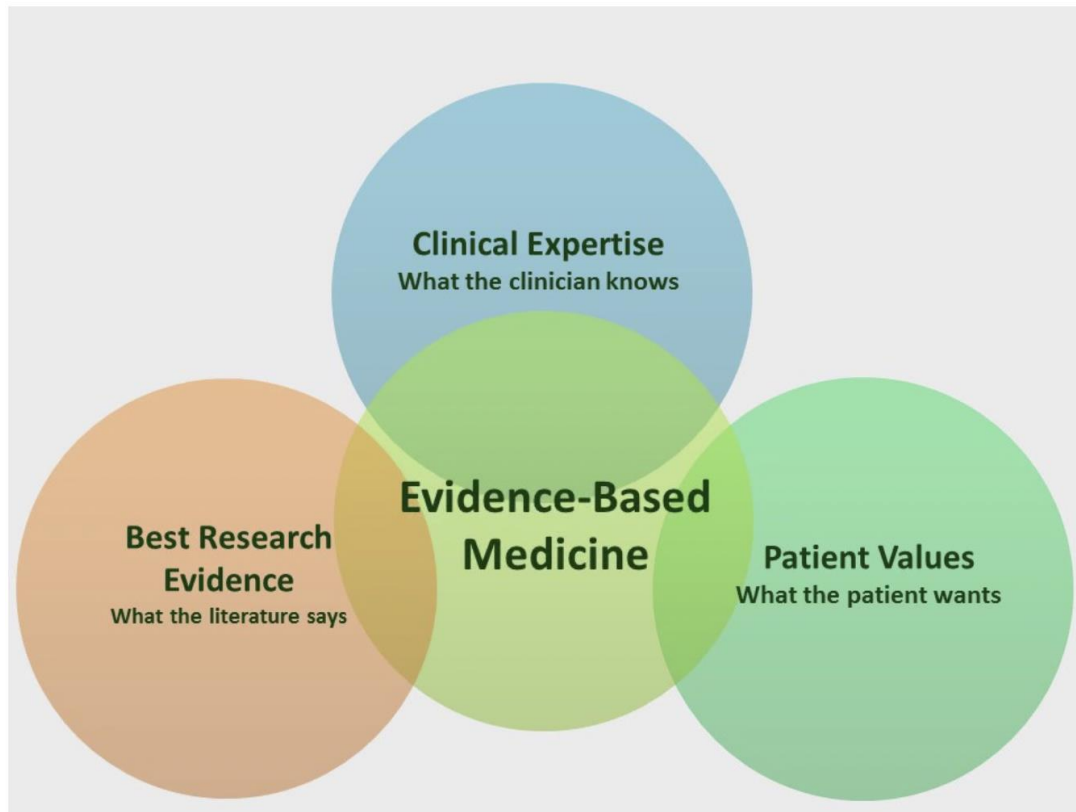 Clinical Expertise
What the clinician knows
Evidence-Based
Medicine
Best Research
Evidence
What the literature says
Patient Values
What the patient wants